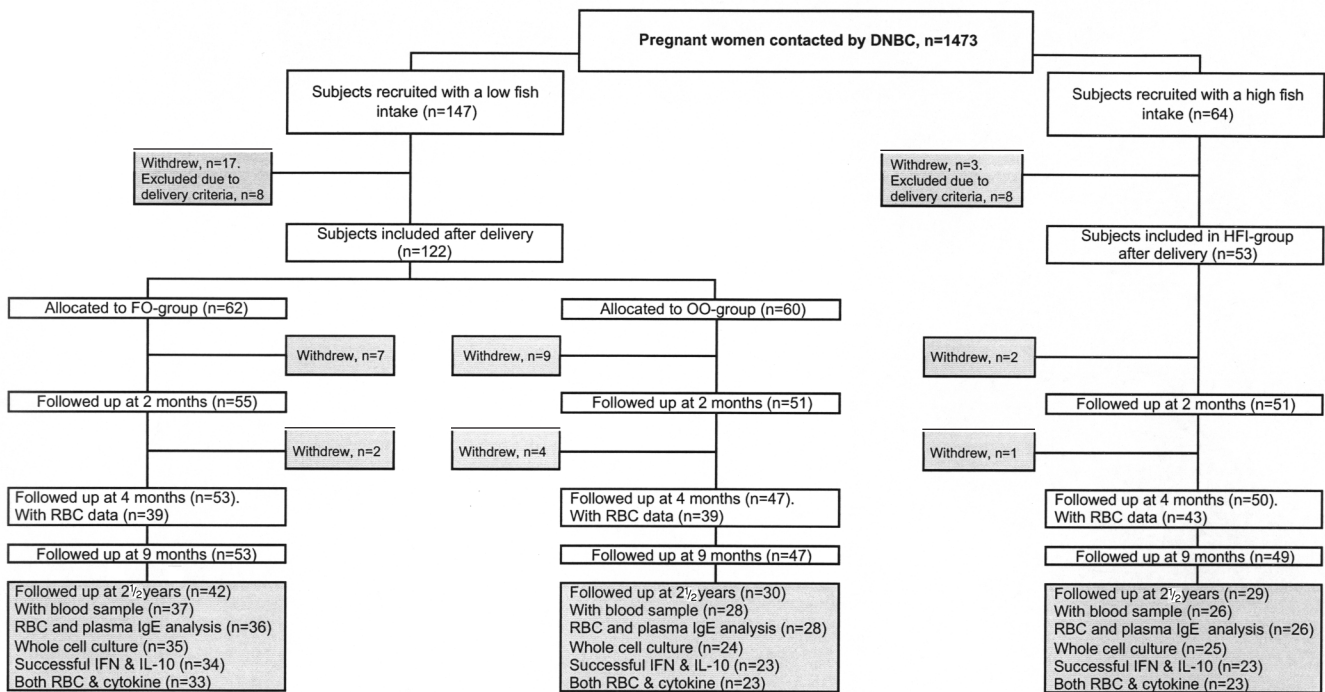 Pregnant women contacted by DNBC, n=1473
Subjects recruited with a low fish
intake (n=147)
Subjects recruited with a high fish
intake (n=64)
Withdrew, n=17.
Excluded due to
delivery criteria, n=8
Withdrew, n=3.
Excluded due to
delivery criteria, n=8
Subjects included after delivery
(n=122)
Subjects included in HFI-group
after delivery (n=53)
Allocated to FO-group (n=62)
Allocated to OO-group (n=60)
Withdrew, n=7
Withdrew, n=9
Withdrew, n=2
Followed up at 2 months (n=55)
Followed up at 2 months (n=51)
Followed up at 2 months (n=51)
Withdrew, n=2
Withdrew, n=4
Withdrew, n=1
Followed up at 4 months (n=53).
With RBC data (n=39)
Followed up at 4 months (n=47).
With RBC data (n=39)
Followed up at 4 months (n=50).
With RBC data (n=43)
Followed up at 9 months (n=53)
Followed up at 9 months (n=47)
Followed up at 9 months (n=49)
Followed up at 2½years (n=42)
With blood sample (n=37)
RBC and plasma IgE analysis (n=36)
Whole cell culture (n=35)
Successful IFN & IL-10 (n=34)
Both RBC & cytokine (n=33)
Followed up at 2½years (n=30)
With blood sample (n=28)
RBC and plasma IgE analysis (n=28)
Whole cell culture (n=24)
Successful IFN & IL-10 (n=23)
Both RBC & cytokine (n=23)
Followed up at 2½years (n=29)
With blood sample (n=26)
RBC and plasma IgE analysis (n=26)
Whole cell culture (n=25)
Successful IFN & IL-10 (n=23)
Both RBC & cytokine (n=23)